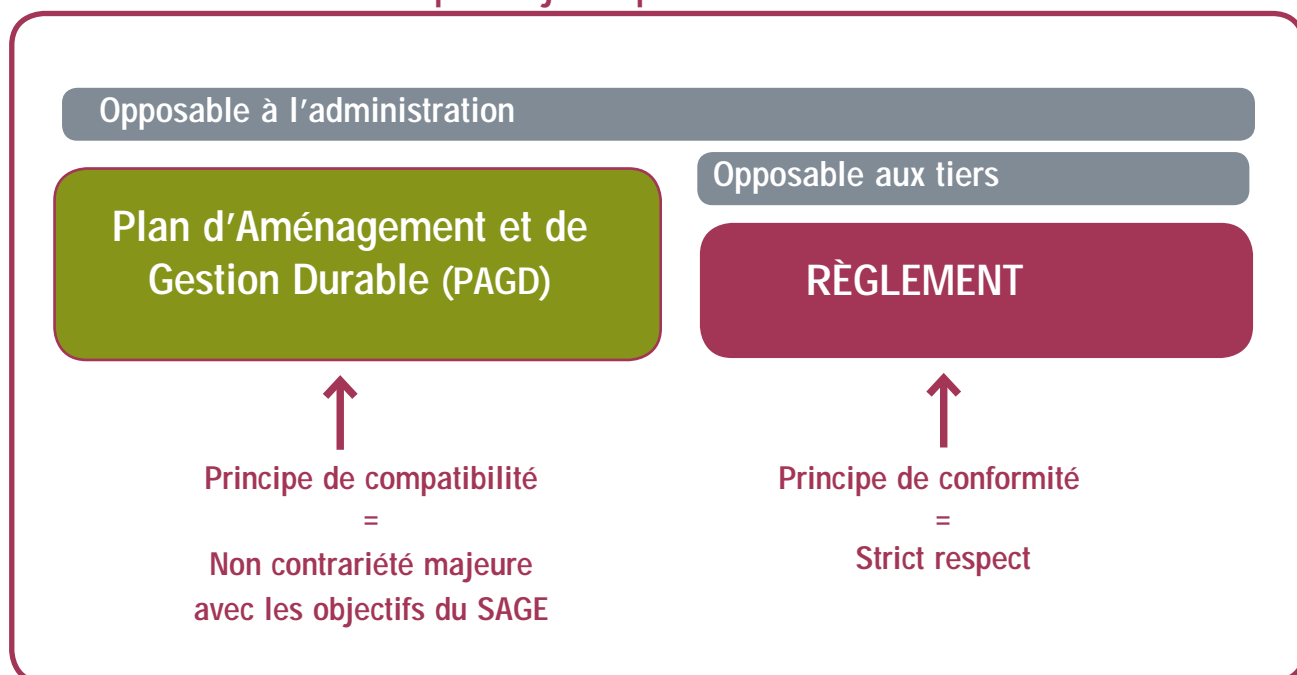 Opposable à l'administration
Opposable aux tiers
Plan d'Aménagement et de
Gestion Durable (PAGD)
RÈGLEMENT
Principe de compatibilité
=
Non contrariété majeure
avec les objectifs du SAGE
Principe de conformité
=
Strict respect